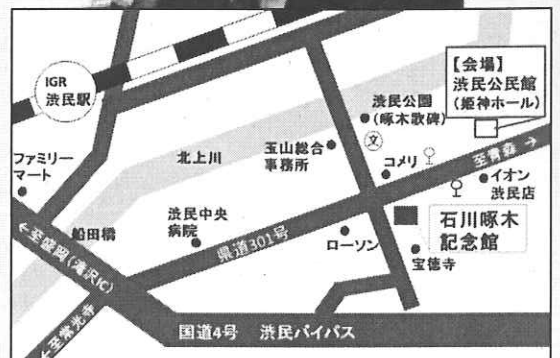 IGR
渋民駅
【会場】
渋民公民館
(姫神ホール)
渋民公園
(啄木歌碑)
文
玉山総合
事務所
コメリ
至青森→
イオン
渋民店
ファミリー
マート
北上川
船田橋
渋民中央
病院
県道301号
ローソン
石川啄木
記念館
宝徳寺
←至盛岡(滝沢IC)
←至常光寺
国道4号 渋民バイパス